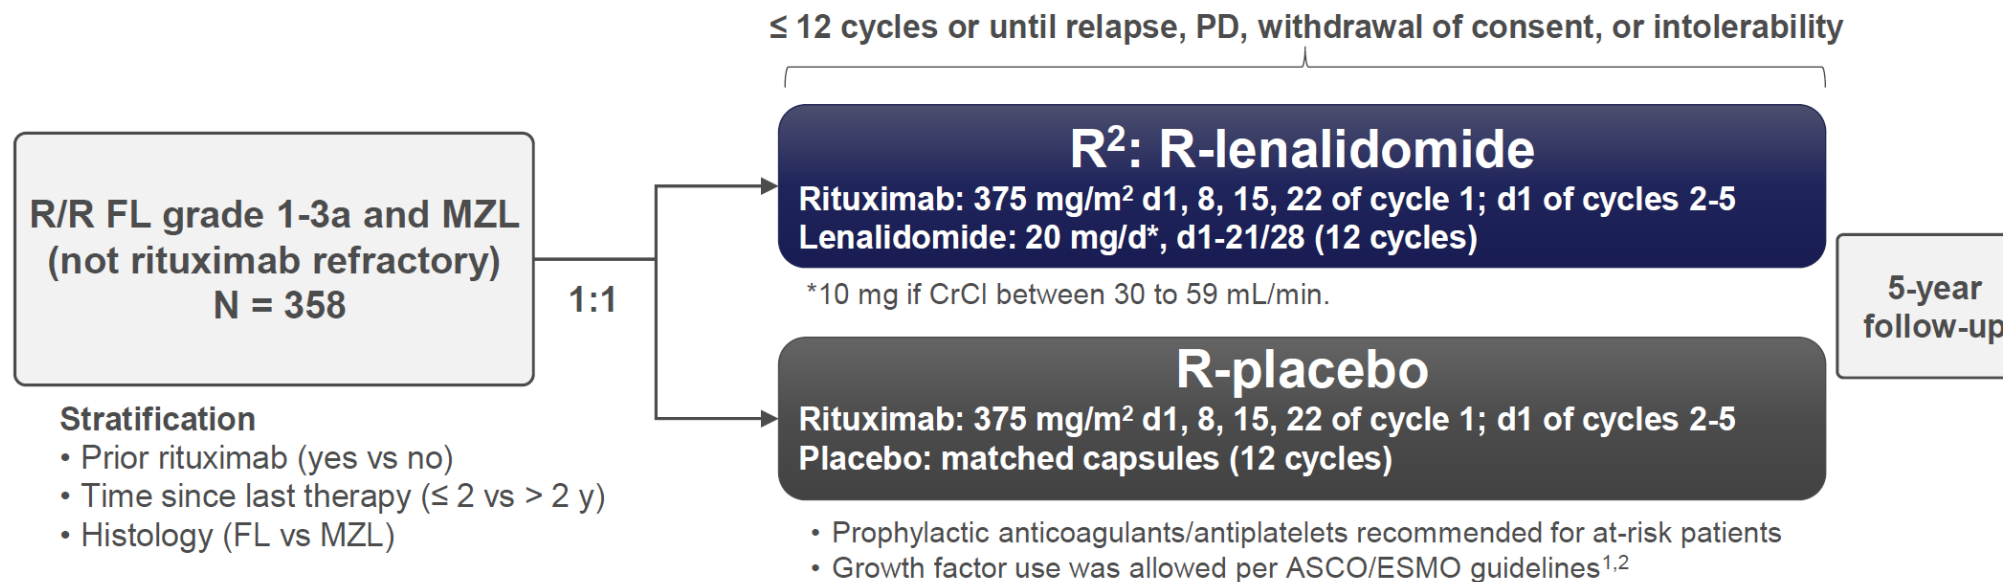 ≤ 12 cycles or until relapse, PD, withdrawal of consent, or intolerability
R/R FL grade 1-3a and MZL
(not rituximab refractory)
N = 358
1:1
R²: R-lenalidomide
Rituximab: 375 mg/m² d1, 8, 15, 22 of cycle 1; d1 of cycles 2-5
Lenalidomide: 20 mg/d*, d1-21/28 (12 cycles)
*10 mg if CrCl between 30 to 59 mL/min.
R-placebo
Rituximab: 375 mg/m² d1, 8, 15, 22 of cycle 1; d1 of cycles 2-5
Placebo: matched capsules (12 cycles)
5-year
follow-up
Stratification
• Prior rituximab (yes vs no)
• Time since last therapy (≤ 2 vs > 2 y)
• Histology (FL vs MZL)
• Prophylactic anticoagulants/antiplatelets recommended for at-risk patients
• Growth factor use was allowed per ASCO/ESMO guidelines¹,²